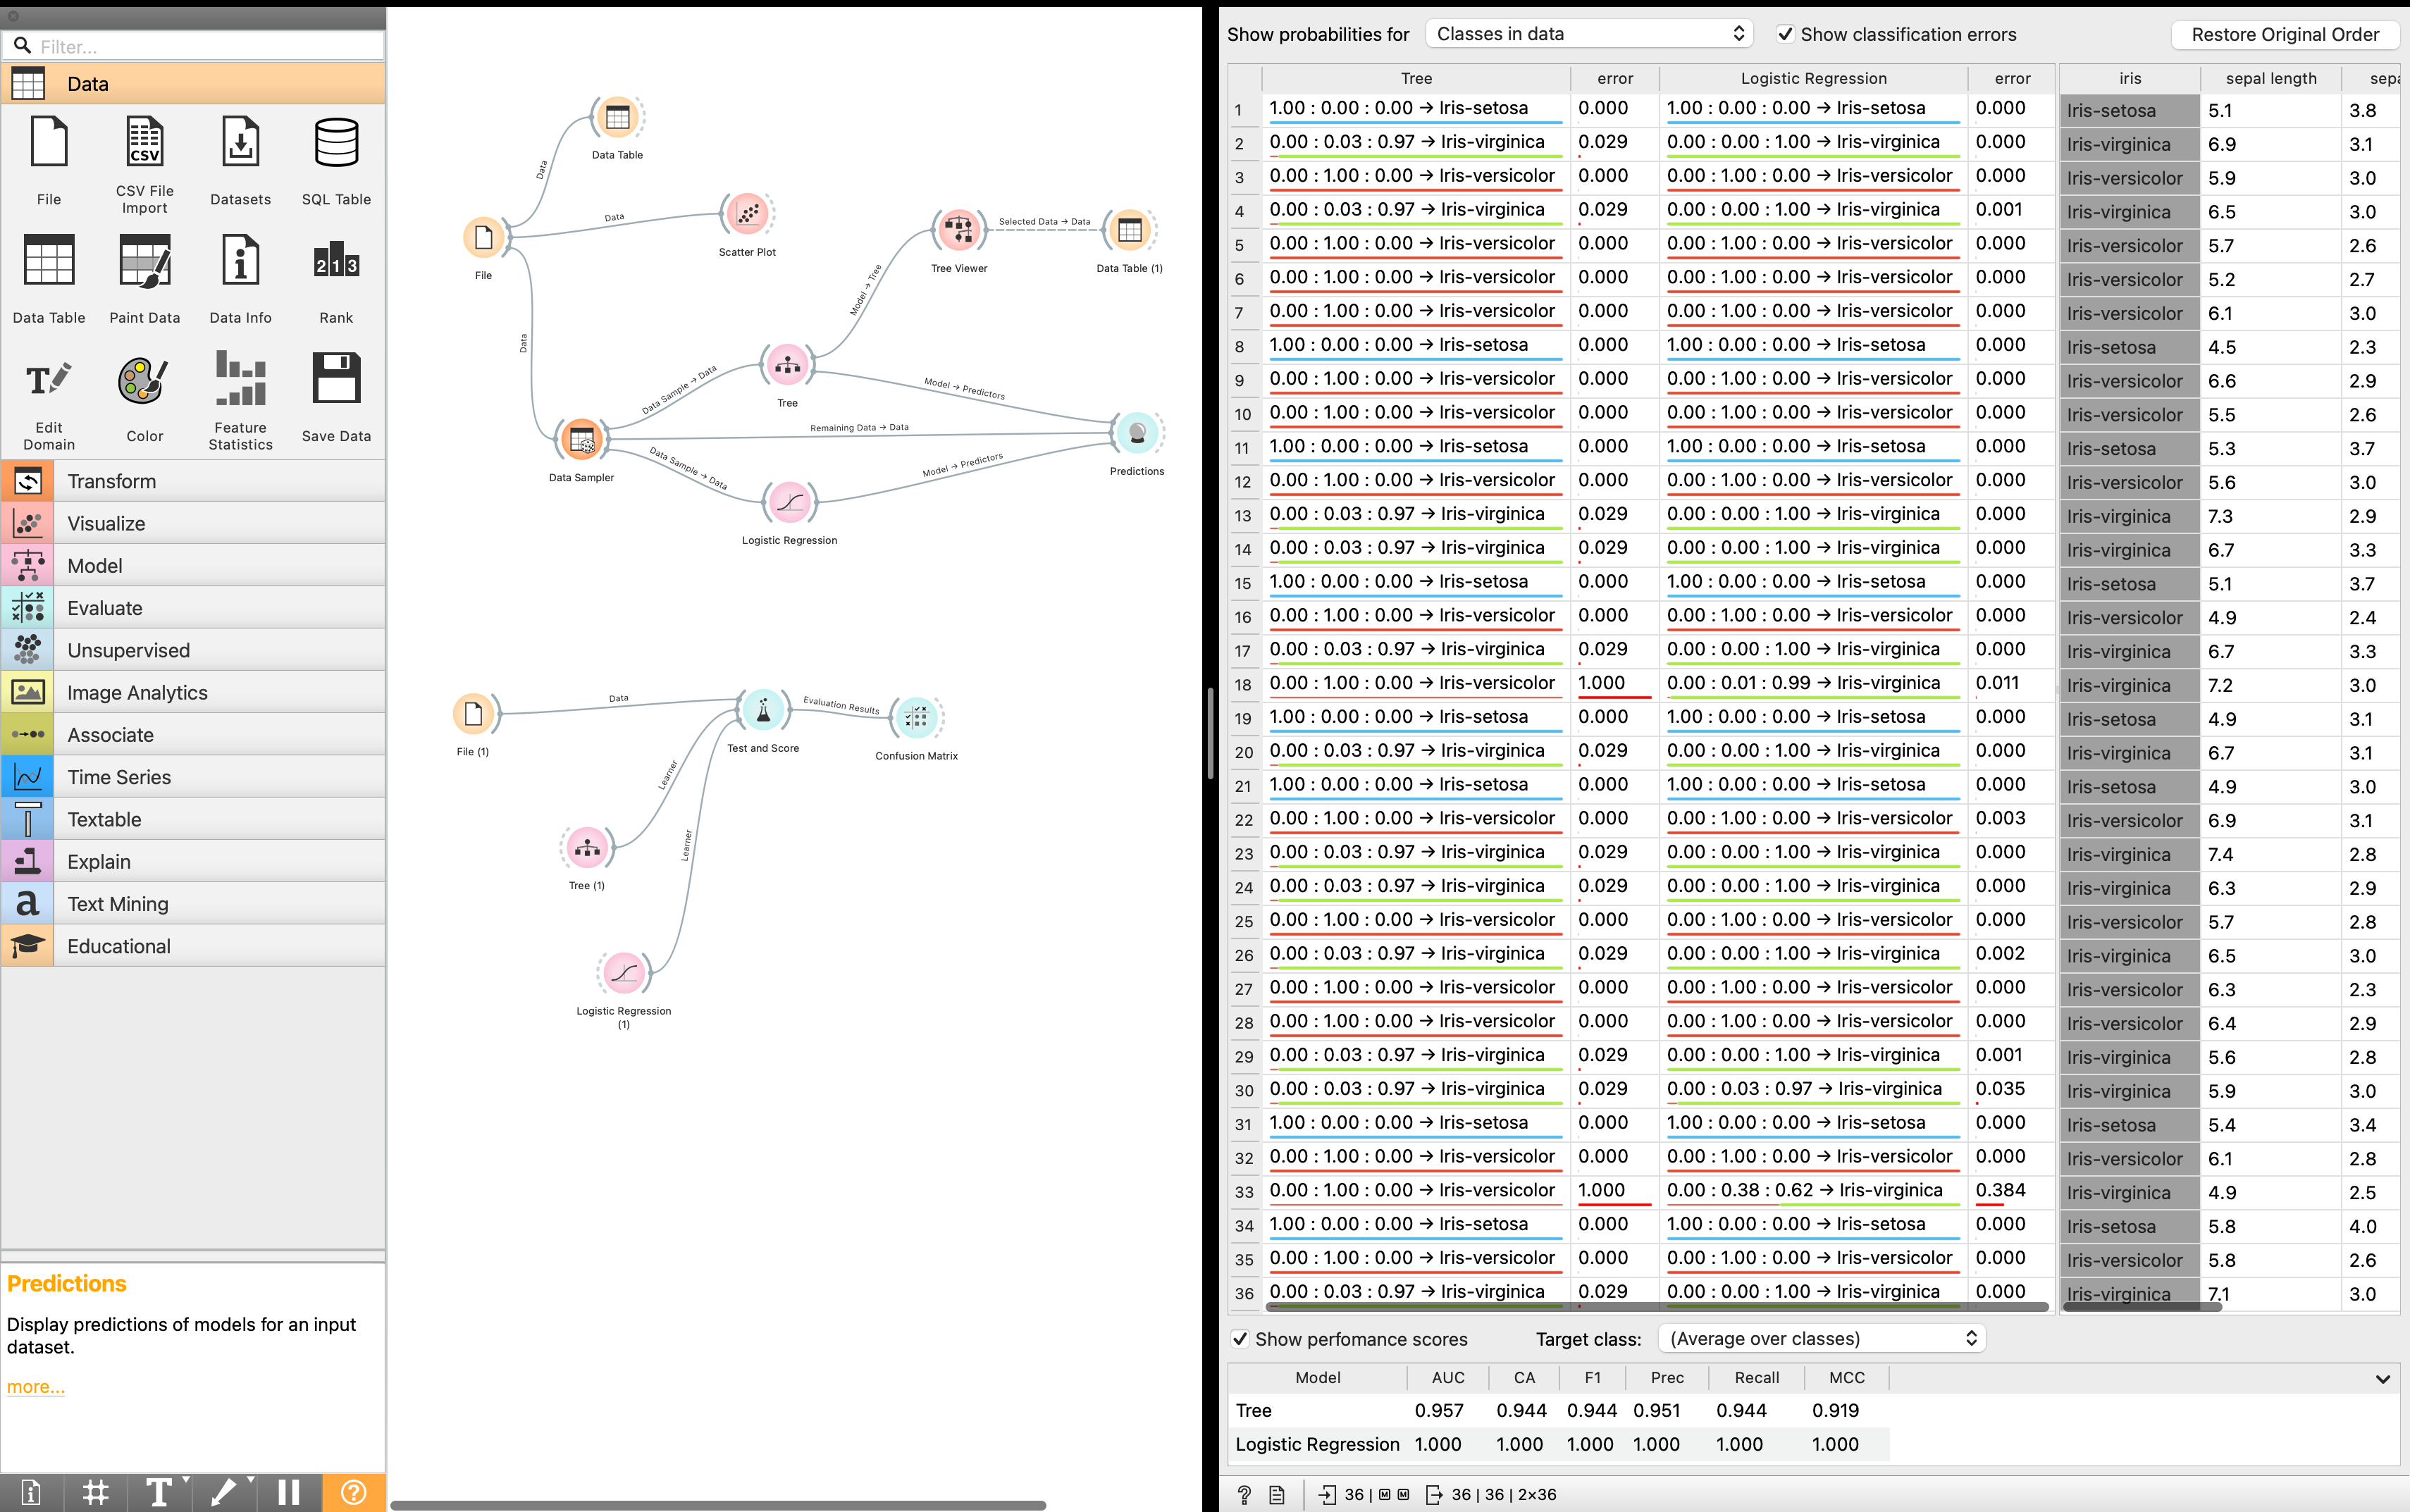 Filter...
Data
File
CSV File Import
Datasets
SQL Table
Data Table
Paint Data
Data Info
Rank
Edit Domain
Color
Feature Statistics
Save Data
Transform
Visualize
Model
Evaluate
Unsupervised
Image Analytics
Associate
Time Series
Textable
Explain
Text Mining
Educational
Predictions
Display predictions of models for an input
dataset.
more...
Data
Data Table
Data
Scatter Plot
File
Data
Data Sampler
Data Sample → Data
Tree
Model → Tree
Tree Viewer
Selected Data → Data
Data Table (1)
Model → Predictors
Remaining Data → Data
Predictions
Data Sample → Data
Logistic Regression
Model → Predictors
File (1)
Data
Test and Score
Evaluation Results
Confusion Matrix
Learner
Tree (1)
Learner
Logistic Regression
(1)
Show probabilities for Classes in data Show classification errors Restore Original Order
Tree error Logistic Regression error iris sepal length sepa
1 1.00 : 0.00 : 0.00 → Iris-setosa 0.000 1.00 : 0.00 : 0.00 → Iris-setosa 0.000 Iris-setosa 5.1 3.8
2 0.00 : 0.03 : 0.97 → Iris-virginica 0.029 0.00 : 0.00 : 1.00 → Iris-virginica 0.000 Iris-virginica 6.9 3.1
3 0.00 : 1.00 : 0.00 → Iris-versicolor 0.000 0.00 : 1.00 : 0.00 → Iris-versicolor 0.000 Iris-versicolor 5.9 3.0
4 0.00 : 0.03 : 0.97 → Iris-virginica 0.029 0.00 : 0.00 : 1.00 → Iris-virginica 0.001 Iris-virginica 6.5 3.0
5 0.00 : 1.00 : 0.00 → Iris-versicolor 0.000 0.00 : 1.00 : 0.00 → Iris-versicolor 0.000 Iris-versicolor 5.7 2.6
6 0.00 : 1.00 : 0.00 → Iris-versicolor 0.000 0.00 : 1.00 : 0.00 → Iris-versicolor 0.000 Iris-versicolor 5.2 2.7
7 0.00 : 1.00 : 0.00 → Iris-versicolor 0.000 0.00 : 1.00 : 0.00 → Iris-versicolor 0.000 Iris-versicolor 6.1 3.0
8 1.00 : 0.00 : 0.00 → Iris-setosa 0.000 1.00 : 0.00 : 0.00 → Iris-setosa 0.000 Iris-setosa 4.5 2.3
9 0.00 : 1.00 : 0.00 → Iris-versicolor 0.000 0.00 : 1.00 : 0.00 → Iris-versicolor 0.000 Iris-versicolor 6.6 2.9
10 0.00 : 1.00 : 0.00 → Iris-versicolor 0.000 0.00 : 1.00 : 0.00 → Iris-versicolor 0.000 Iris-versicolor 5.5 2.6
11 1.00 : 0.00 : 0.00 → Iris-setosa 0.000 1.00 : 0.00 : 0.00 → Iris-setosa 0.000 Iris-setosa 5.3 3.7
12 0.00 : 1.00 : 0.00 → Iris-versicolor 0.000 0.00 : 1.00 : 0.00 → Iris-versicolor 0.000 Iris-versicolor 5.6 3.0
13 0.00 : 0.03 : 0.97 → Iris-virginica 0.029 0.00 : 0.00 : 1.00 → Iris-virginica 0.000 Iris-virginica 7.3 2.9
14 0.00 : 0.03 : 0.97 → Iris-virginica 0.029 0.00 : 0.00 : 1.00 → Iris-virginica 0.000 Iris-virginica 6.7 3.3
15 1.00 : 0.00 : 0.00 → Iris-setosa 0.000 1.00 : 0.00 : 0.00 → Iris-setosa 0.000 Iris-setosa 5.1 3.7
16 0.00 : 1.00 : 0.00 → Iris-versicolor 0.000 0.00 : 1.00 : 0.00 → Iris-versicolor 0.000 Iris-versicolor 4.9 2.4
17 0.00 : 0.03 : 0.97 → Iris-virginica 0.029 0.00 : 0.00 : 1.00 → Iris-virginica 0.000 Iris-virginica 6.7 3.3
18 0.00 : 1.00 : 0.00 → Iris-versicolor 1.000 0.00 : 0.01 : 0.99 → Iris-virginica 0.011 Iris-virginica 7.2 3.0
19 1.00 : 0.00 : 0.00 → Iris-setosa 0.000 1.00 : 0.00 : 0.00 → Iris-setosa 0.000 Iris-setosa 4.9 3.1
20 0.00 : 0.03 : 0.97 → Iris-virginica 0.029 0.00 : 0.00 : 1.00 → Iris-virginica 0.000 Iris-virginica 6.7 3.1
21 1.00 : 0.00 : 0.00 → Iris-setosa 0.000 1.00 : 0.00 : 0.00 → Iris-setosa 0.000 Iris-setosa 4.9 3.0
22 0.00 : 1.00 : 0.00 → Iris-versicolor 0.000 0.00 : 1.00 : 0.00 → Iris-versicolor 0.003 Iris-versicolor 6.9 3.1
23 0.00 : 0.03 : 0.97 → Iris-virginica 0.029 0.00 : 0.00 : 1.00 → Iris-virginica 0.000 Iris-virginica 7.4 2.8
24 0.00 : 0.03 : 0.97 → Iris-virginica 0.029 0.00 : 0.00 : 1.00 → Iris-virginica 0.000 Iris-virginica 6.3 2.9
25 0.00 : 1.00 : 0.00 → Iris-versicolor 0.000 0.00 : 1.00 : 0.00 → Iris-versicolor 0.000 Iris-versicolor 5.7 2.8
26 0.00 : 0.03 : 0.97 → Iris-virginica 0.029 0.00 : 0.00 : 1.00 → Iris-virginica 0.002 Iris-virginica 6.5 3.0
27 0.00 : 1.00 : 0.00 → Iris-versicolor 0.000 0.00 : 1.00 : 0.00 → Iris-versicolor 0.000 Iris-versicolor 6.3 2.3
28 0.00 : 1.00 : 0.00 → Iris-versicolor 0.000 0.00 : 1.00 : 0.00 → Iris-versicolor 0.000 Iris-versicolor 6.4 2.9
29 0.00 : 0.03 : 0.97 → Iris-virginica 0.029 0.00 : 0.00 : 1.00 → Iris-virginica 0.001 Iris-virginica 5.6 2.8
30 0.00 : 0.03 : 0.97 → Iris-virginica 0.029 0.00 : 0.03 : 0.97 → Iris-virginica 0.035 Iris-virginica 5.9 3.0
31 1.00 : 0.00 : 0.00 → Iris-setosa 0.000 1.00 : 0.00 : 0.00 → Iris-setosa 0.000 Iris-setosa 5.4 3.4
32 0.00 : 1.00 : 0.00 → Iris-versicolor 0.000 0.00 : 1.00 : 0.00 → Iris-versicolor 0.000 Iris-versicolor 6.1 2.8
33 0.00 : 1.00 : 0.00 → Iris-versicolor 1.000 0.00 : 0.38 : 0.62 → Iris-virginica 0.384 Iris-virginica 4.9 2.5
34 1.00 : 0.00 : 0.00 → Iris-setosa 0.000 1.00 : 0.00 : 0.00 → Iris-setosa 0.000 Iris-setosa 5.8 4.0
35 0.00 : 1.00 : 0.00 → Iris-versicolor 0.000 0.00 : 1.00 : 0.00 → Iris-versicolor 0.000 Iris-versicolor 5.8 2.6
36 0.00 : 0.03 : 0.97 → Iris-virginica 0.029 0.00 : 0.00 : 1.00 → Iris-virginica 0.000 Iris-virginica 7.1 3.0
Show perfomance scores Target class: (Average over classes)
Model AUC CA F1 Prec Recall MCC
Tree 0.957 0.944 0.944 0.951 0.944 0.919
Logistic Regression 1.000 1.000 1.000 1.000 1.000 1.000
36 | M M 36 | 36 | 2×36